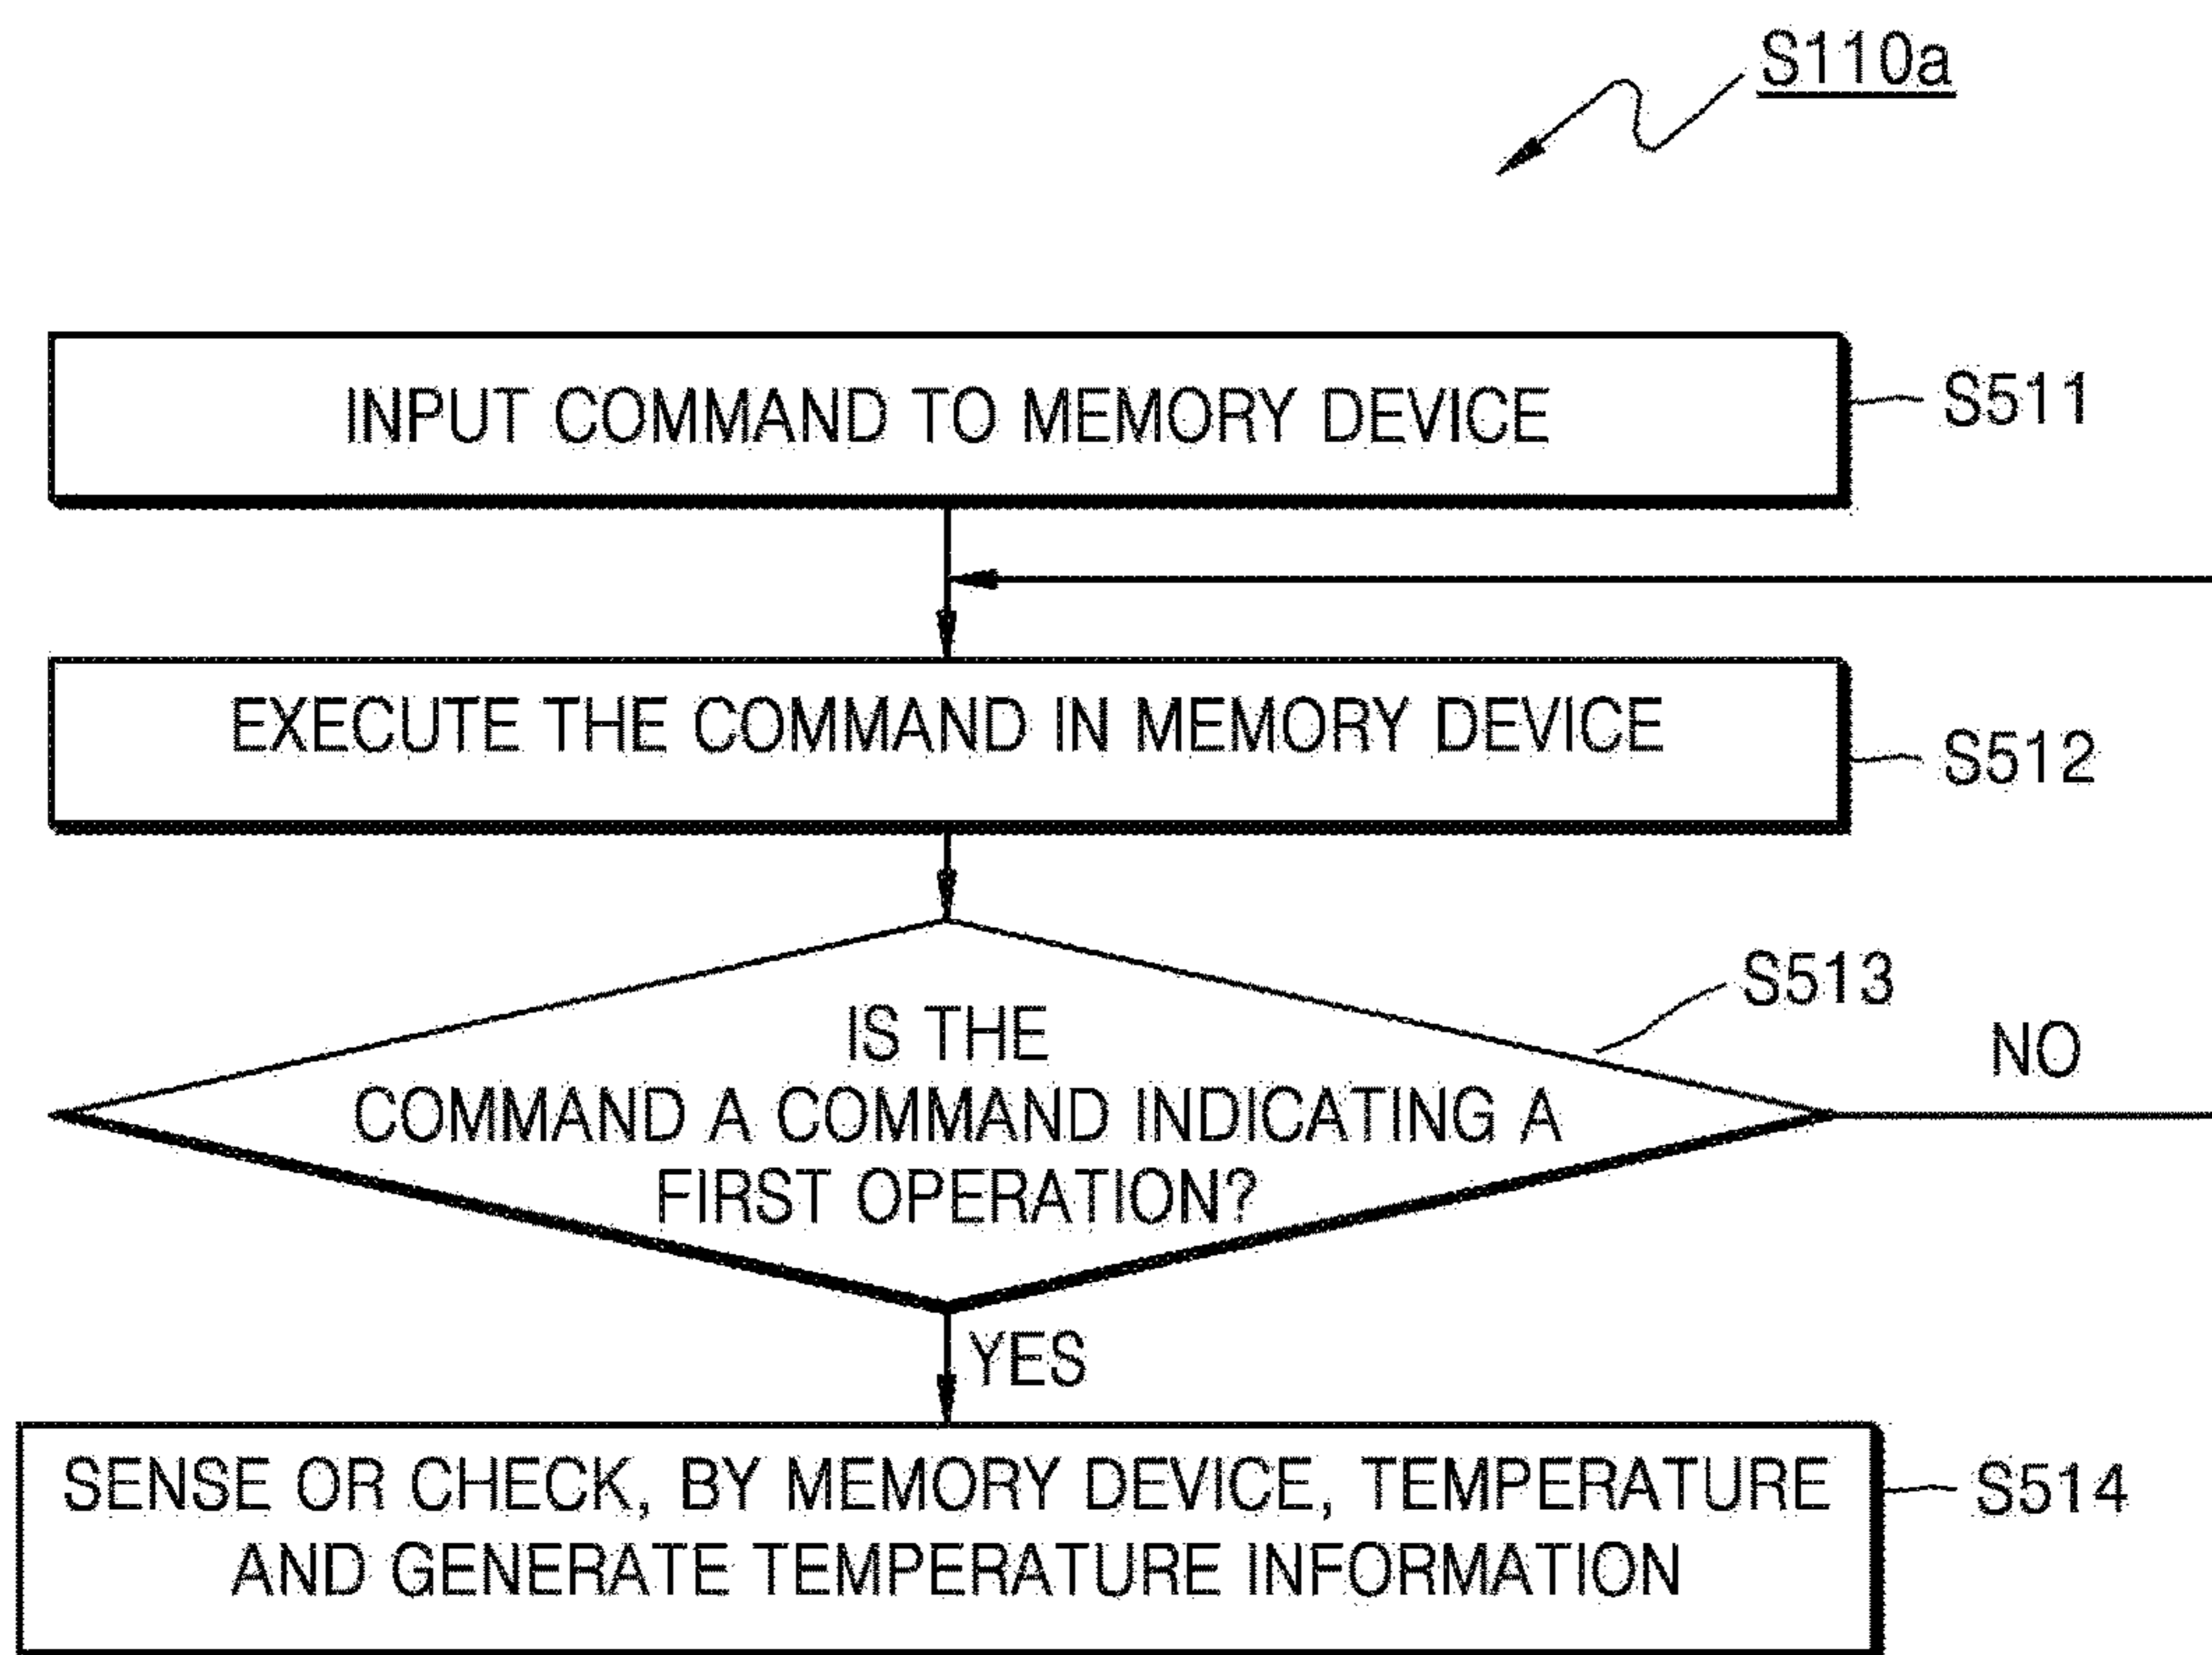 S110a
INPUT COMMAND TO MEMORY DEVICE
S511
EXECUTE THE COMMAND IN MEMORY DEVICE
S512
S513
IS THE
COMMAND A COMMAND INDICATING A
FIRST OPERATION?
NO
YES
SENSE OR CHECK, BY MEMORY DEVICE, TEMPERATURE
AND GENERATE TEMPERATURE INFORMATION
S514